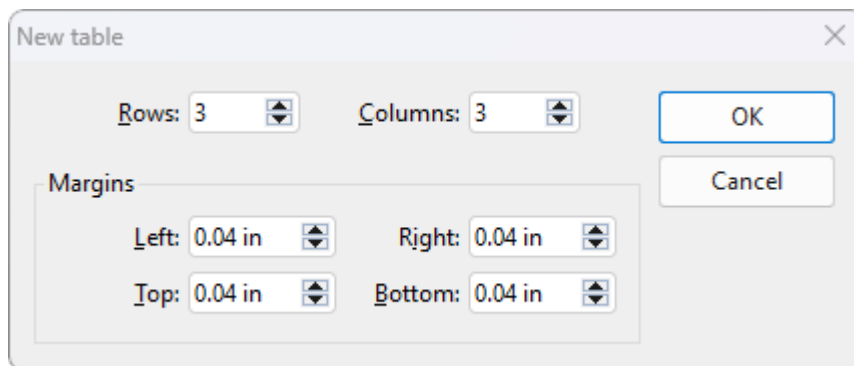 New table
Rows: 3 Columns: 3 OK
Cancel
Margins
Left: 0.04 in Right: 0.04 in
Top: 0.04 in Bottom: 0.04 in